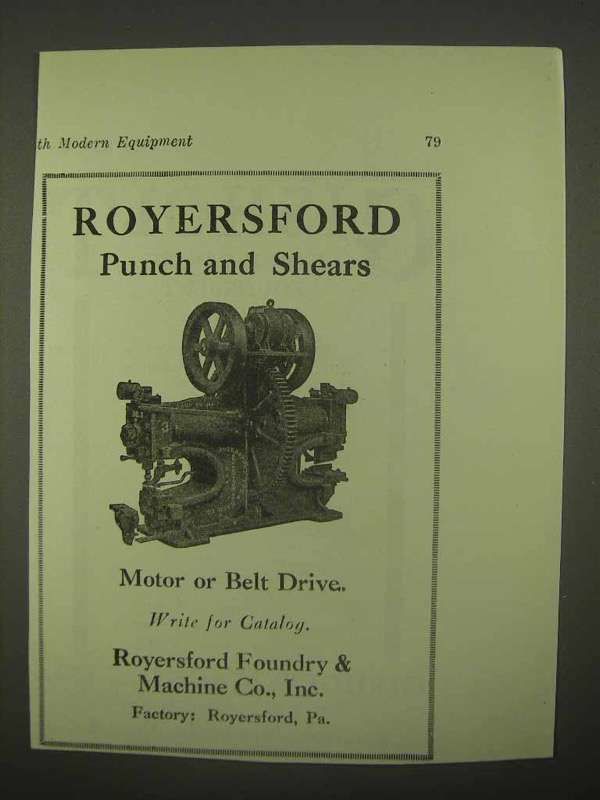 th Modern Equipment 79
ROYERSFORD
Punch and Shears
Motor or Belt Drive.
Write for Catalog.
Royersford Foundry &
Machine Co., Inc.
Factory: Royersford, Pa.